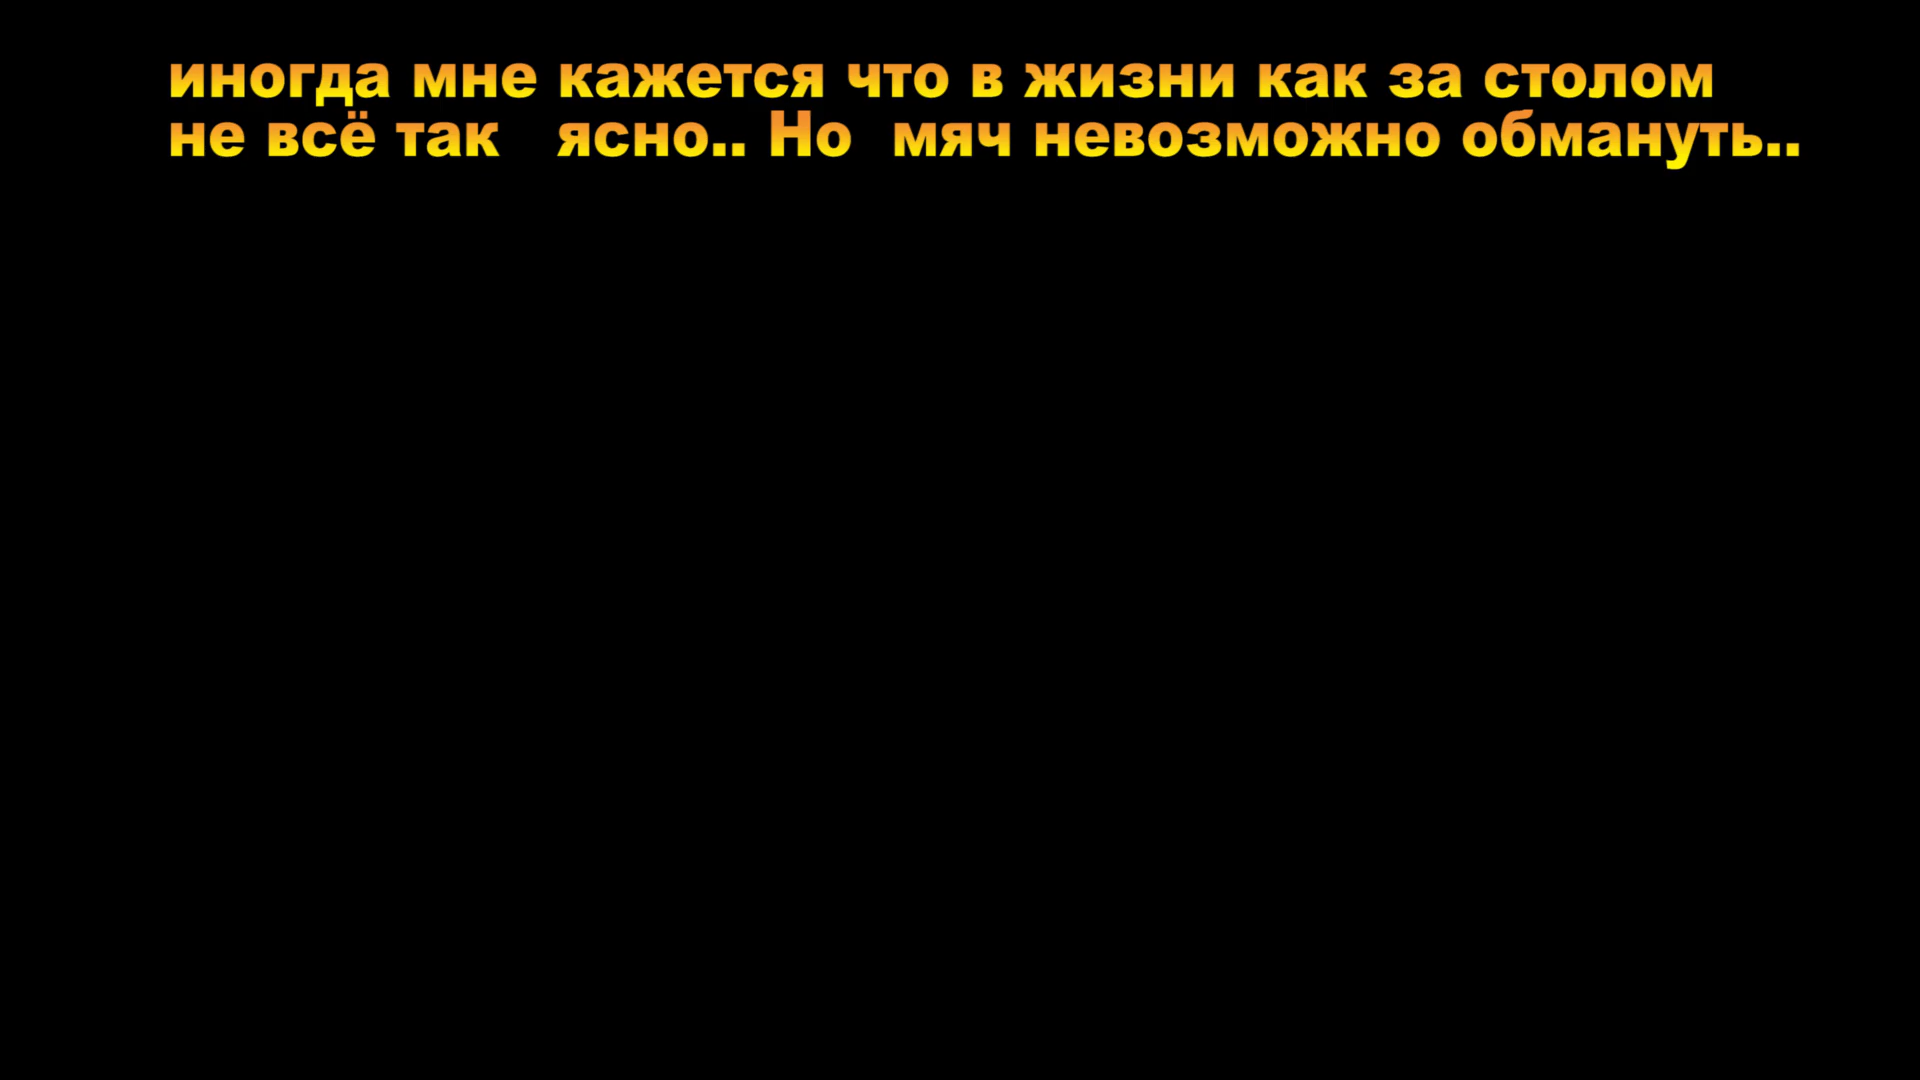 иногда мне кажется что в жизни как за столом
не всё так   ясно.. Но  мяч невозможно обмануть..